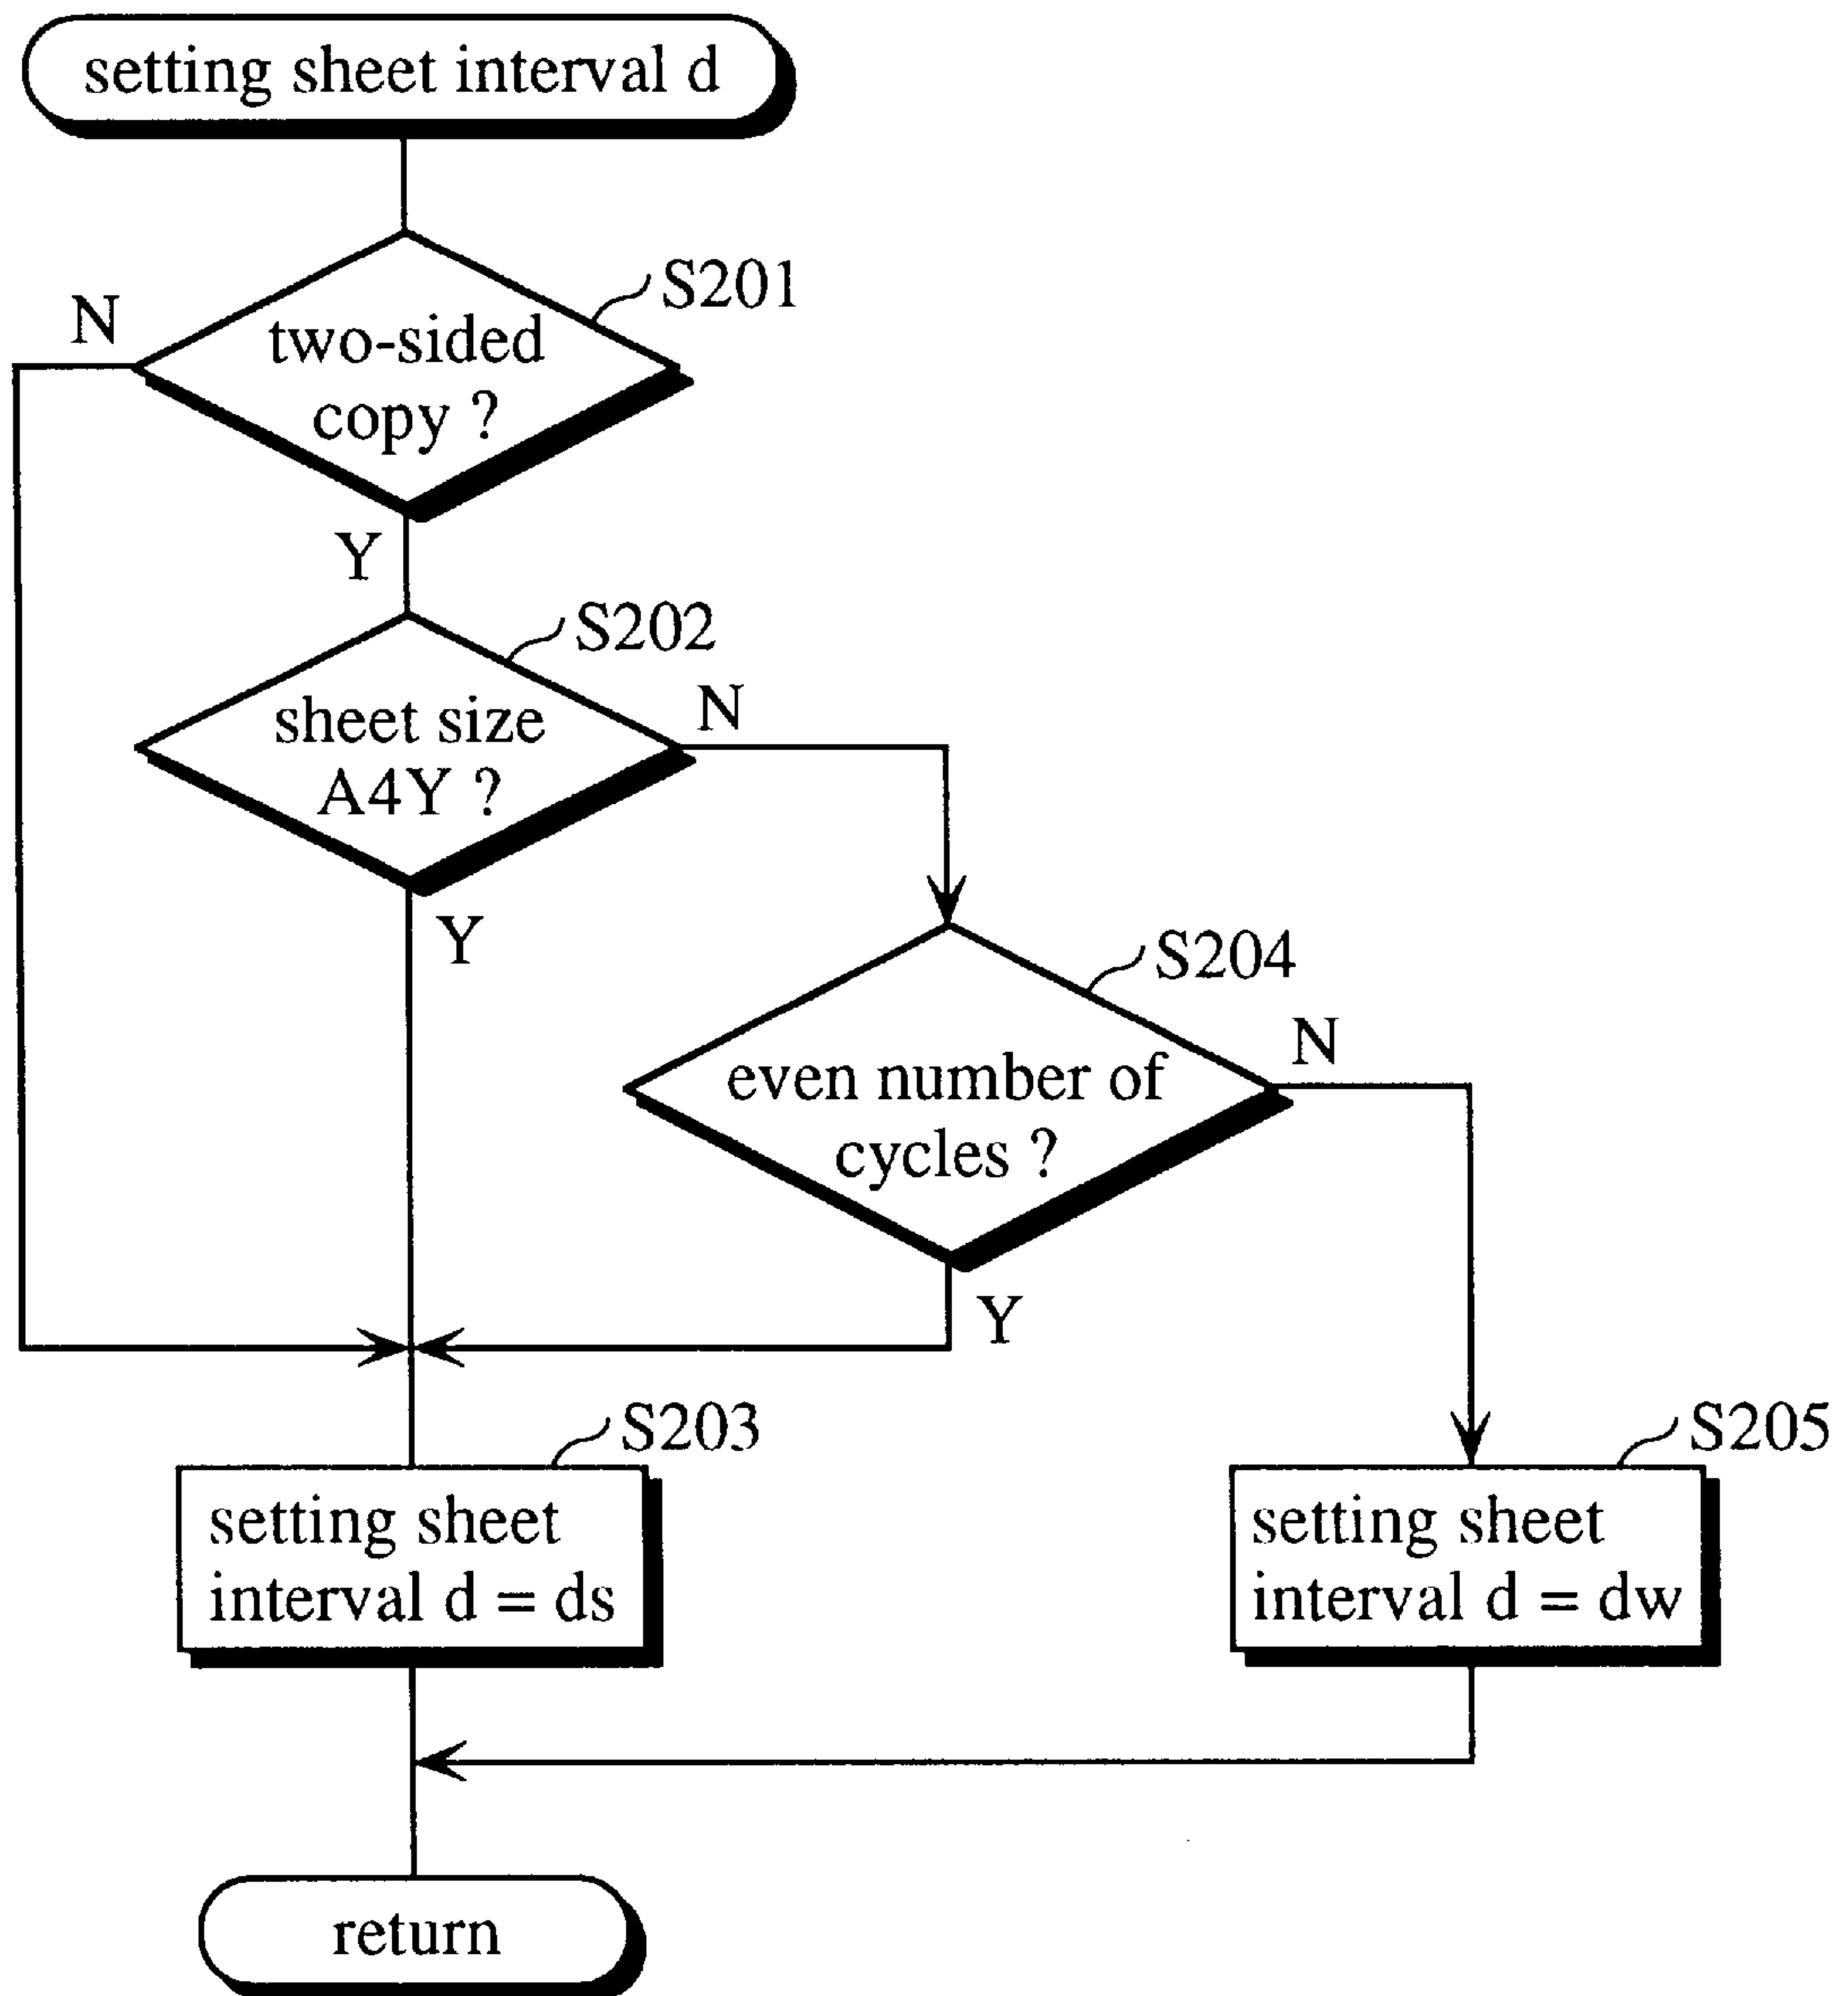 setting sheet interval d
S201
N
two-sided
copy ?
Y
S202
N
sheet size
A4Y ?
Y
S204
N
even number of
cycles ?
Y
S203
setting sheet
interval d = ds
S205
setting sheet
interval d = dw
return